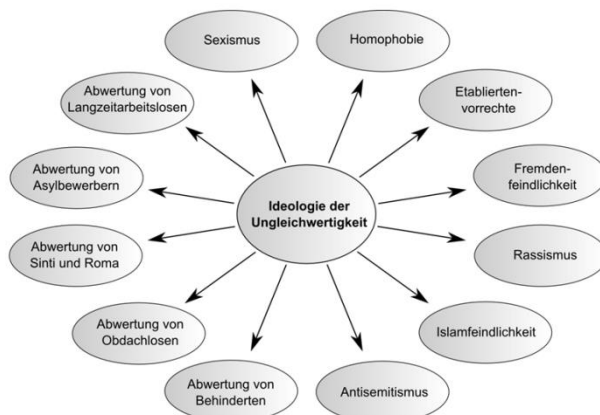 Sexismus
Homophobie
Abwertung von
Langzeitarbeitslosen
Etablierten-
vorrechte
Abwertung von
Asylbewerbern
Fremden-
feindlichkeit
Ideologie der
Ungleichwertigkeit
Abwertung von
Sinti und Roma
Rassismus
Abwertung von
Obdachlosen
Islamfeindlichkeit
Abwertung von
Behinderten
Antisemitismus